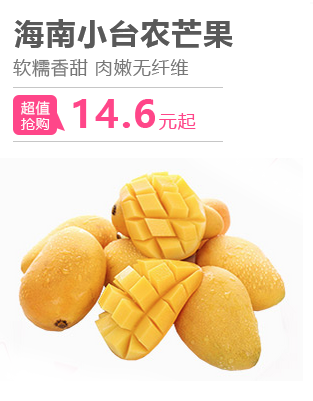 海南小台农芒果
软糯香甜 肉嫩无纤维
超值
抢购
14.6元起